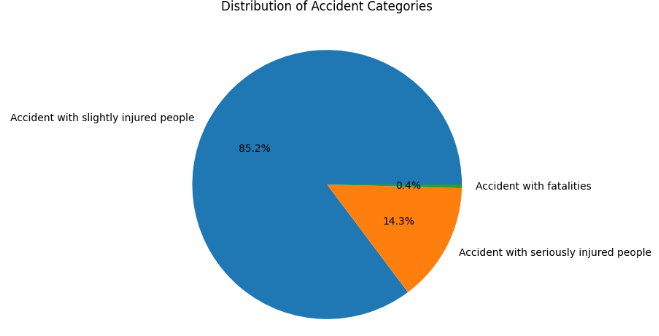 Distribution of Accident Categories
Accident with slightly injured people
85.2%
0.4%
Accident with fatalities
14.3%
Accident with seriously injured people